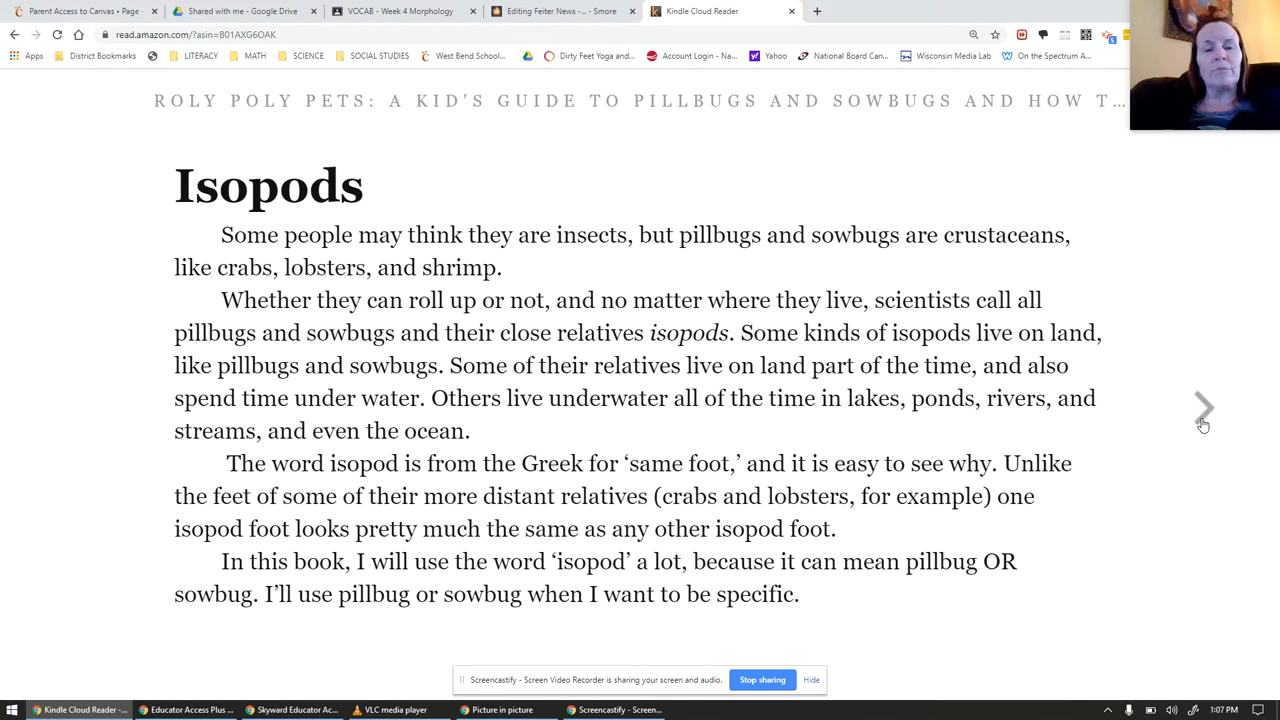 Parent Access to Canvas - Page
Shared with me - Google Drive
VOCAB - Week 4 Morphology
Editing Feiter News -... - Smore
Kindle Cloud Reader
read.amazon.com/?asin=B01AXG6OAK
Apps
District Bookmarks
LITERACY
MATH
SCIENCE
SOCIAL STUDIES
West Bend School...
Dirty Feet Yoga and...
Account Login - Na...
Yahoo
National Board Can...
Wisconsin Media Lab
On the Spectrum A...
ROLY POLY PETS: A KID'S GUIDE TO PILLBUGS AND SOWBUGS AND HOW T...
Isopods
Some people may think they are insects, but pillbugs and sowbugs are crustaceans,
like crabs, lobsters, and shrimp.
Whether they can roll up or not, and no matter where they live, scientists call all
pillbugs and sowbugs and their close relatives isopods. Some kinds of isopods live on land,
like pillbugs and sowbugs. Some of their relatives live on land part of the time, and also
spend time under water. Others live underwater all of the time in lakes, ponds, rivers, and
streams, and even the ocean.
The word isopod is from the Greek for ‘same foot,’ and it is easy to see why. Unlike
the feet of some of their more distant relatives (crabs and lobsters, for example) one
isopod foot looks pretty much the same as any other isopod foot.
In this book, I will use the word ‘isopod’ a lot, because it can mean pillbug OR
sowbug. I’ll use pillbug or sowbug when I want to be specific.
Screencastify - Screen Video Recorder is sharing your screen and audio.
Stop sharing
Hide
Kindle Cloud Reader -...
Educator Access Plus ...
Skyward Educator Ac...
VLC media player
Picture in picture
Screencastify - Screen...
1:07 PM